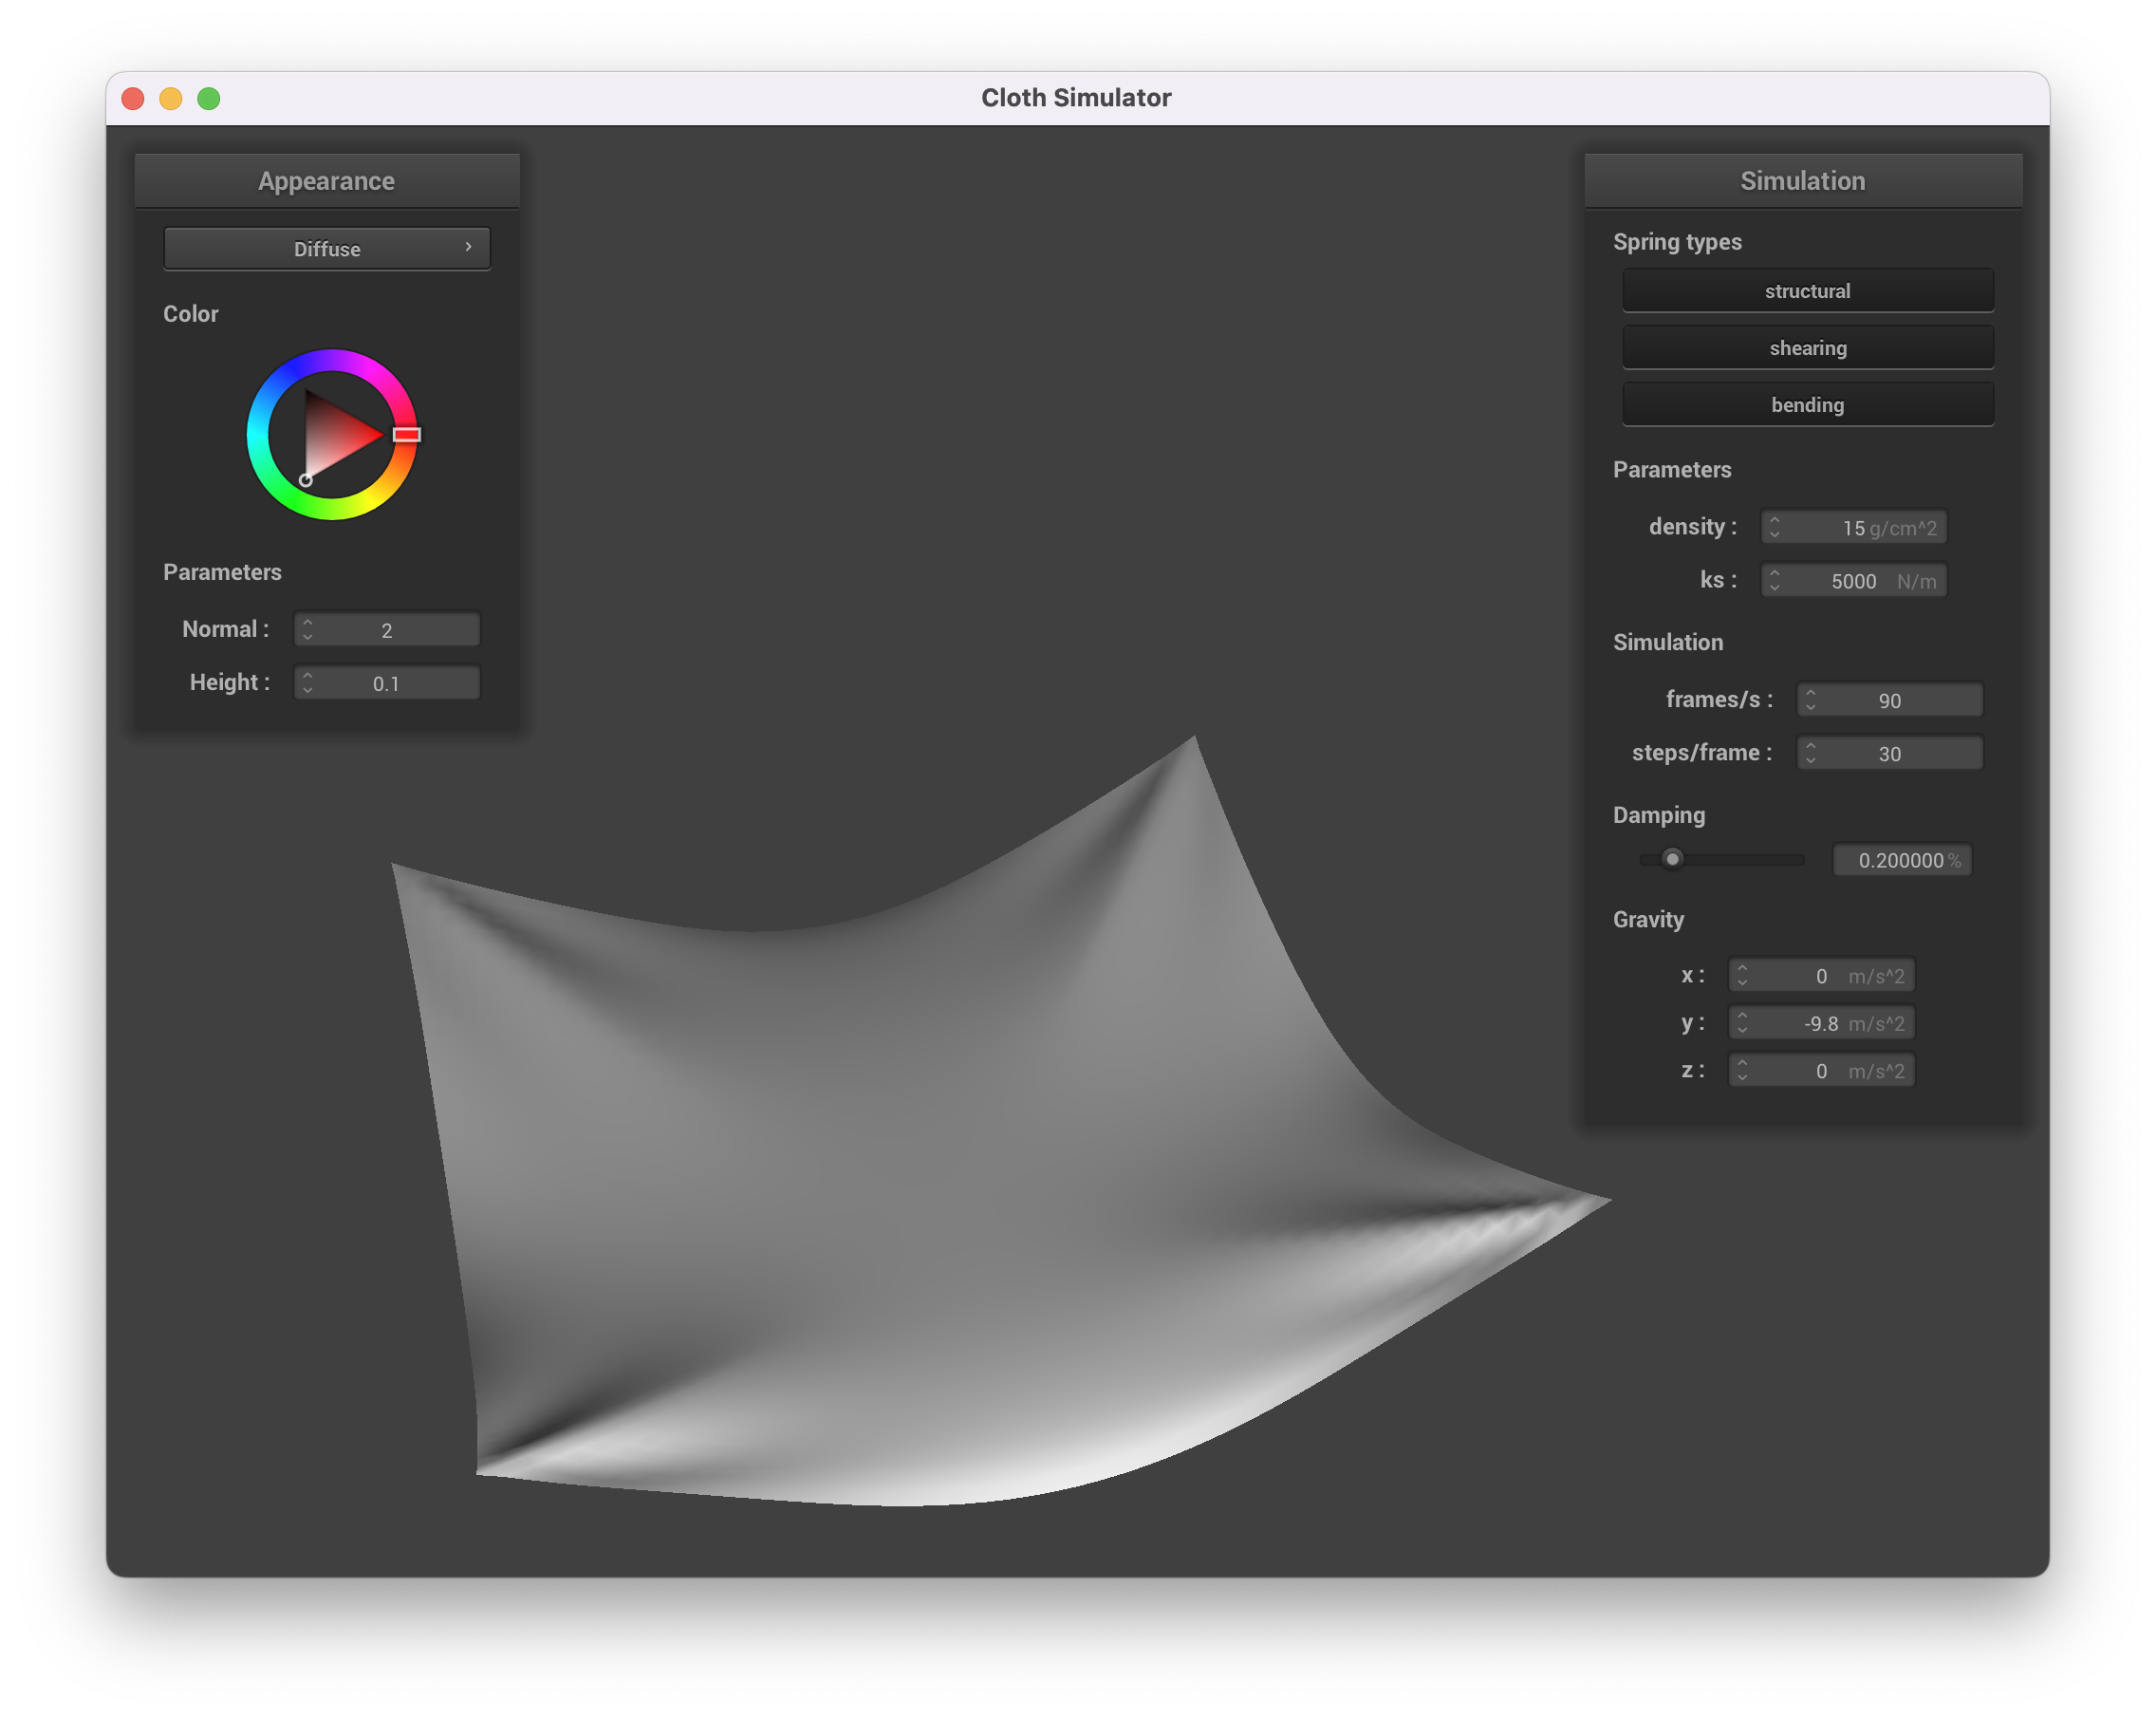 Cloth Simulator
Appearance
Diffuse
Color
Parameters
Normal : 2
Height : 0.1
Simulation
Spring types
structural
shearing
bending
Parameters
density : 15 g/cm^2
ks : 5000 N/m
Simulation
frames/s : 90
steps/frame : 30
Damping
0.200000 %
Gravity
x : 0 m/s^2
y : -9.8 m/s^2
z : 0 m/s^2